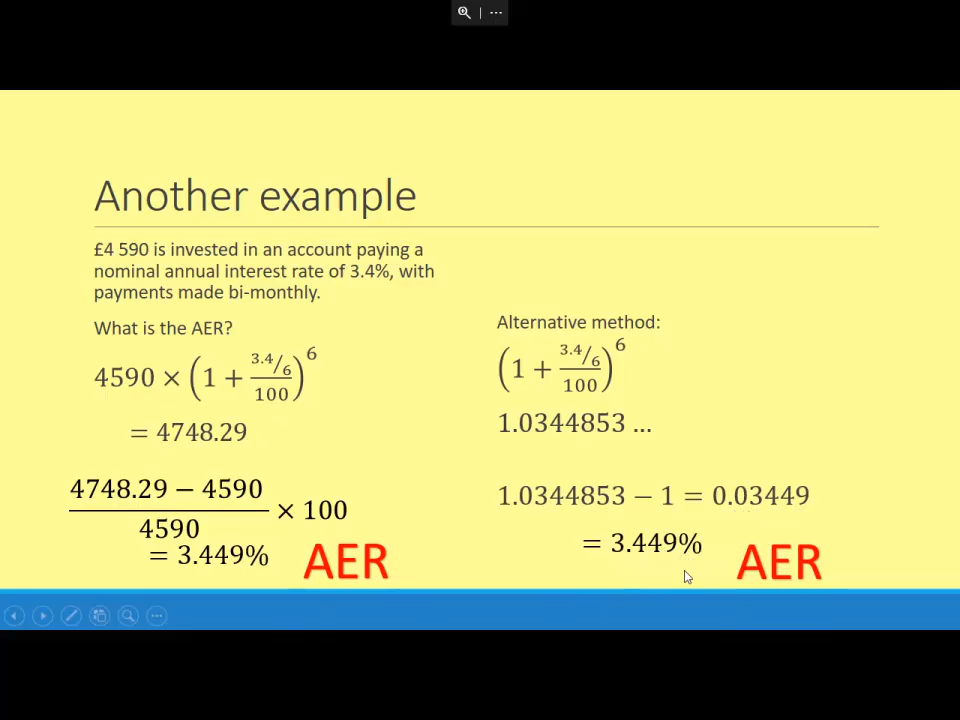 Another example
£4 590 is invested in an account paying a
nominal annual interest rate of 3.4%, with
payments made bi-monthly.
What is the AER?
4590 × (1 + (3.4/6)/100)^6
= 4748.29
(4748.29 − 4590)/4590 × 100
= 3.449%
AER
Alternative method:
(1 + (3.4/6)/100)^6
1.0344853 ...
1.0344853 − 1 = 0.03449
= 3.449%
AER